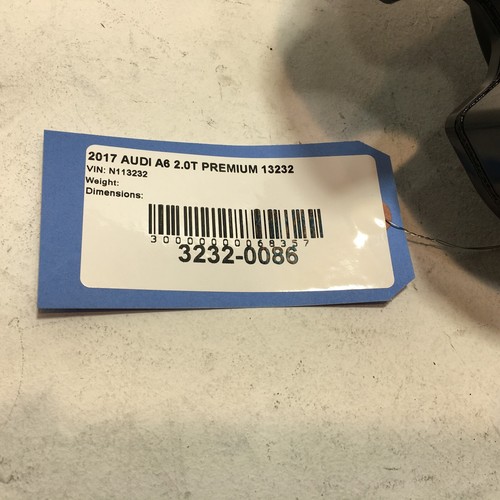 2017 AUDI A6 2.0T PREMIUM 13232
VIN: N113232
Weight:
Dimensions:
3000000068357
3232-0086